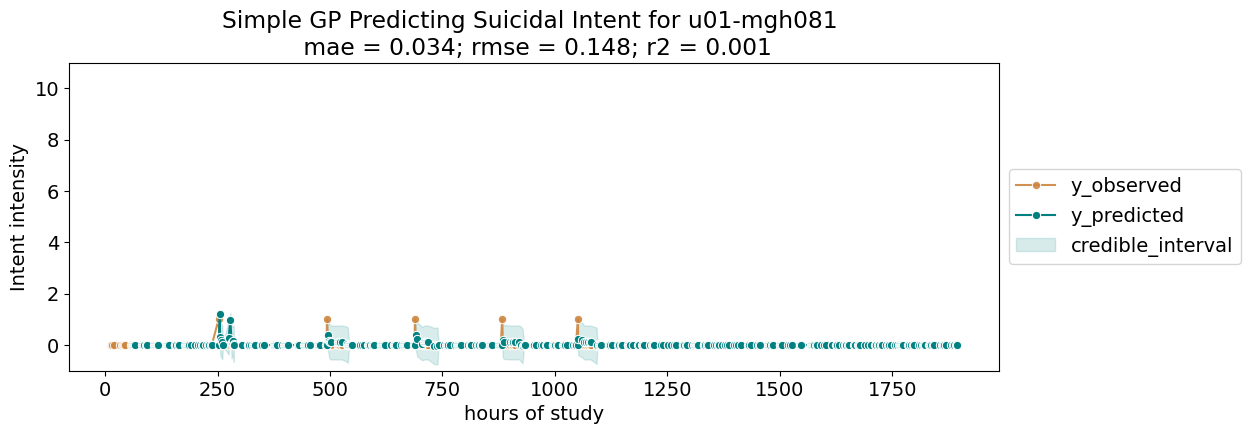 Simple GP Predicting Suicidal Intent for u01-mgh081
mae = 0.034; rmse = 0.148; r2 = 0.001
Intent intensity
10
8
6
4
2
0
0 250 500 750 1000 1250 1500 1750
hours of study
y_observed
y_predicted
credible_interval